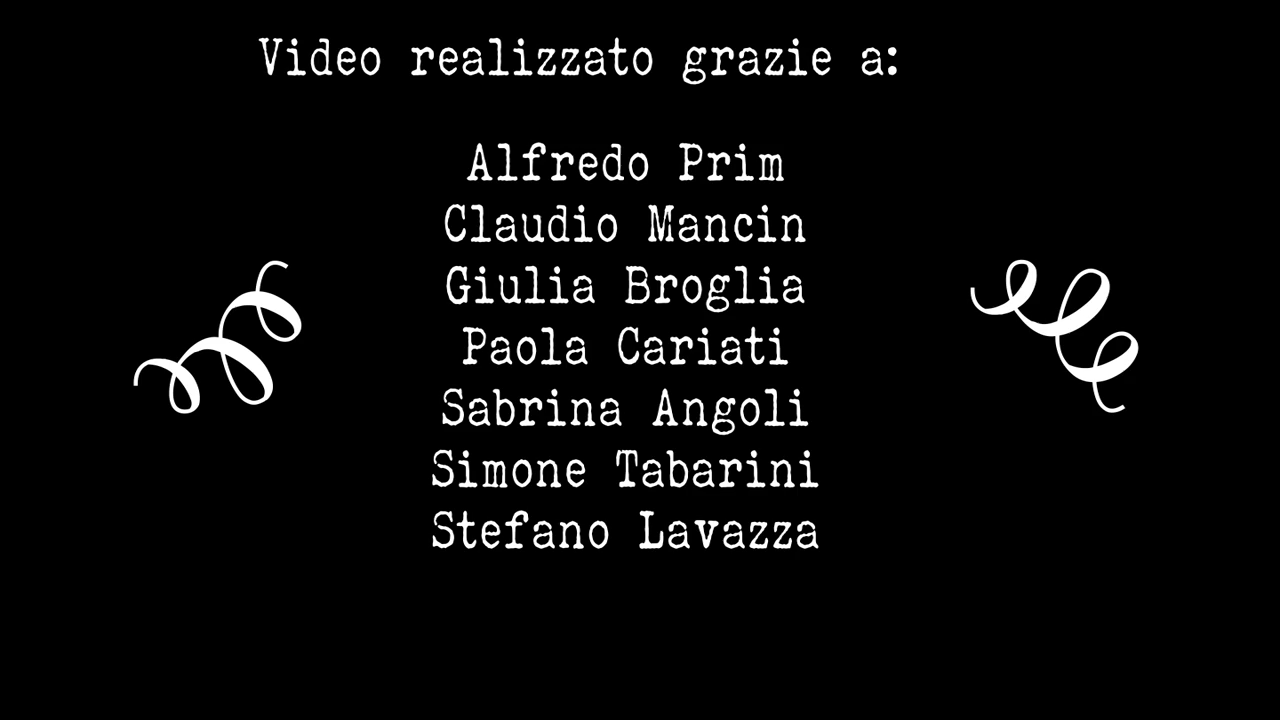 Video realizzato grazie a:
Alfredo Prim
Claudio Mancin
Giulia Broglia
Paola Cariati
Sabrina Angoli
Simone Tabarini
Stefano Lavazza